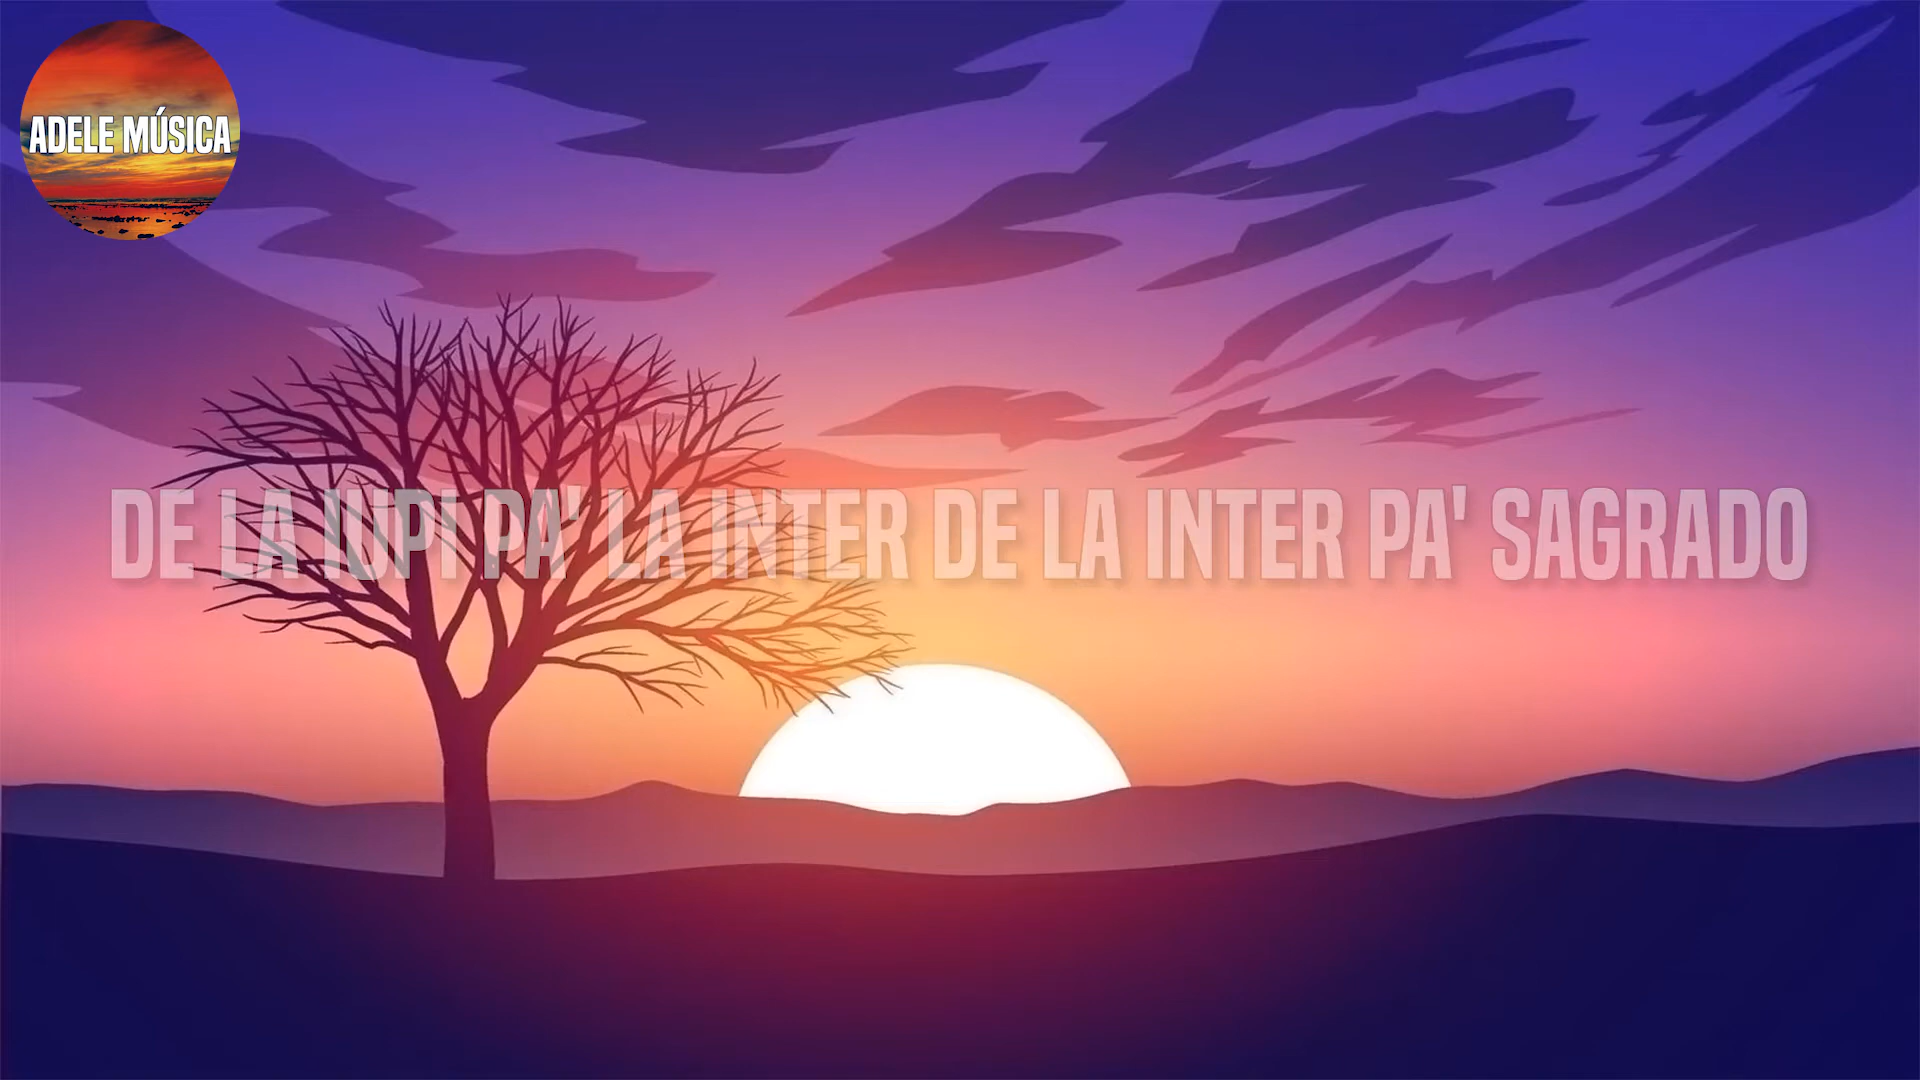 ADELE MÚSICA
DE LA IUPI PA' LA INTER DE LA INTER PA' SAGRADO